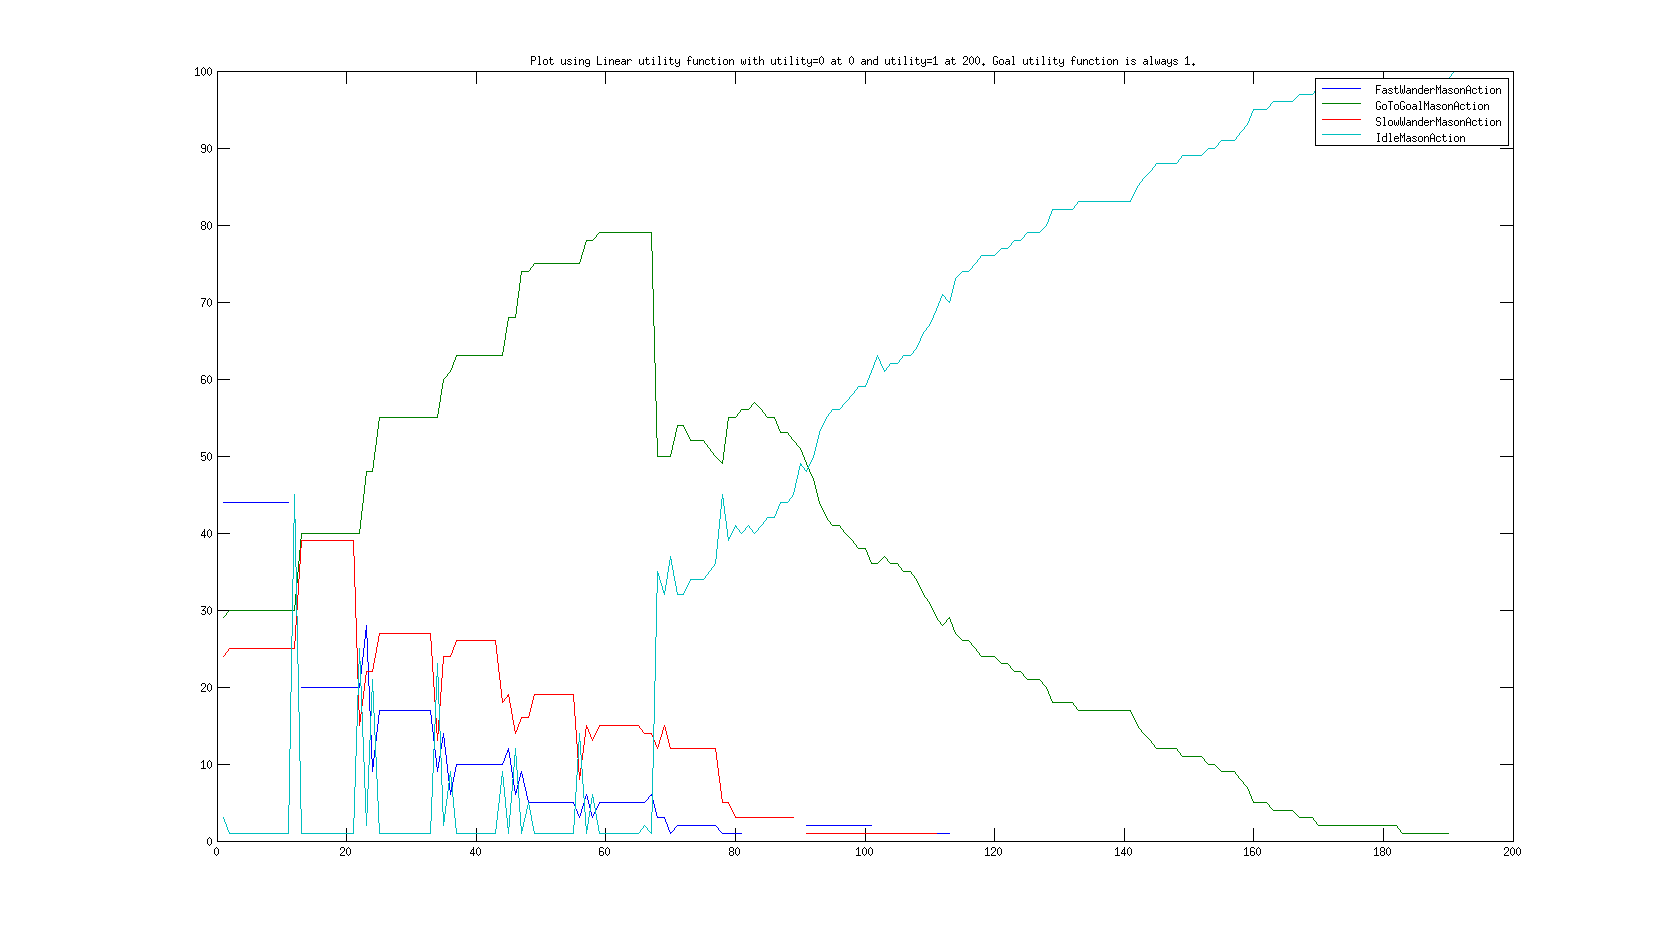 Plot using Linear utility function with utility=0 at 0 and utility=1 at 200. Goal utility function is always 1.
FastWanderMasonAction
GoToGoalMasonAction
SlowWanderMasonAction
IdleMasonAction
100
90
80
70
60
50
40
30
20
10
0
0 20 40 60 80 100 120 140 160 180 200